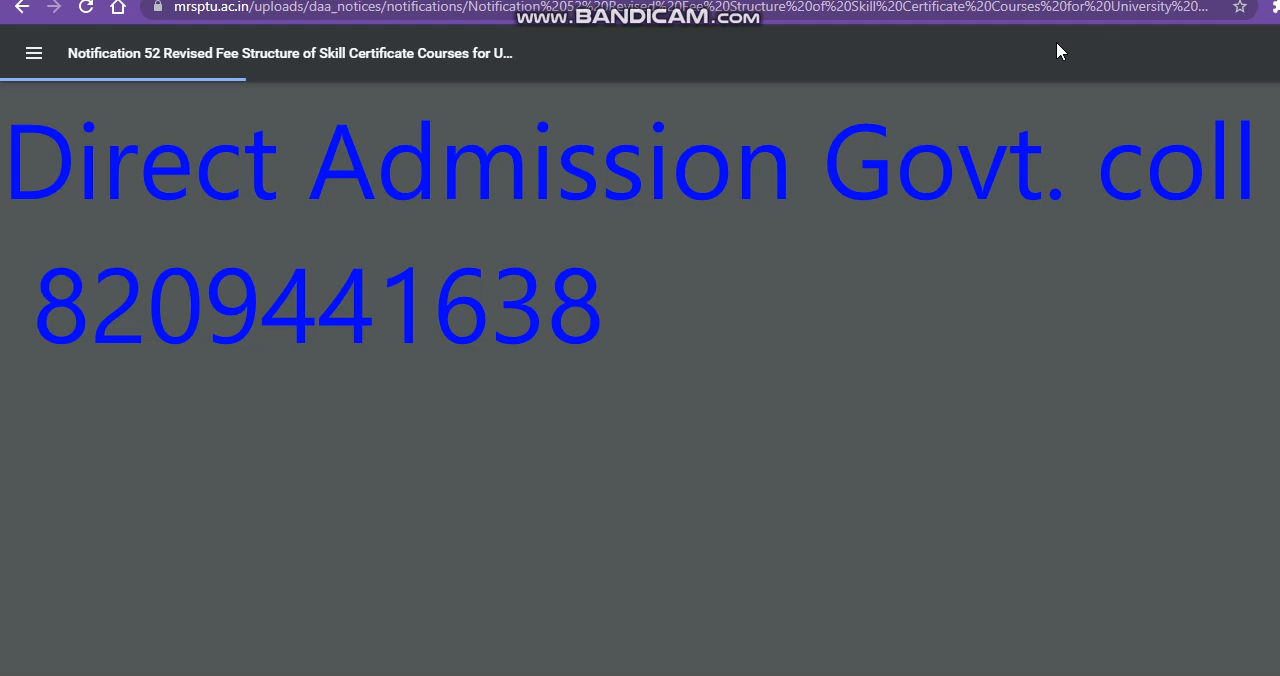 mrsptu.ac.in/uploads/daa_notices/notifications/Notification%2052%20Revised%20Fee%20Structure%20of%20Skill%20Certificate%20Courses%20for%20University%20...
www.BANDICAM.com
Notification 52 Revised Fee Structure of Skill Certificate Courses for U...
Direct Admission Govt. coll
8209441638